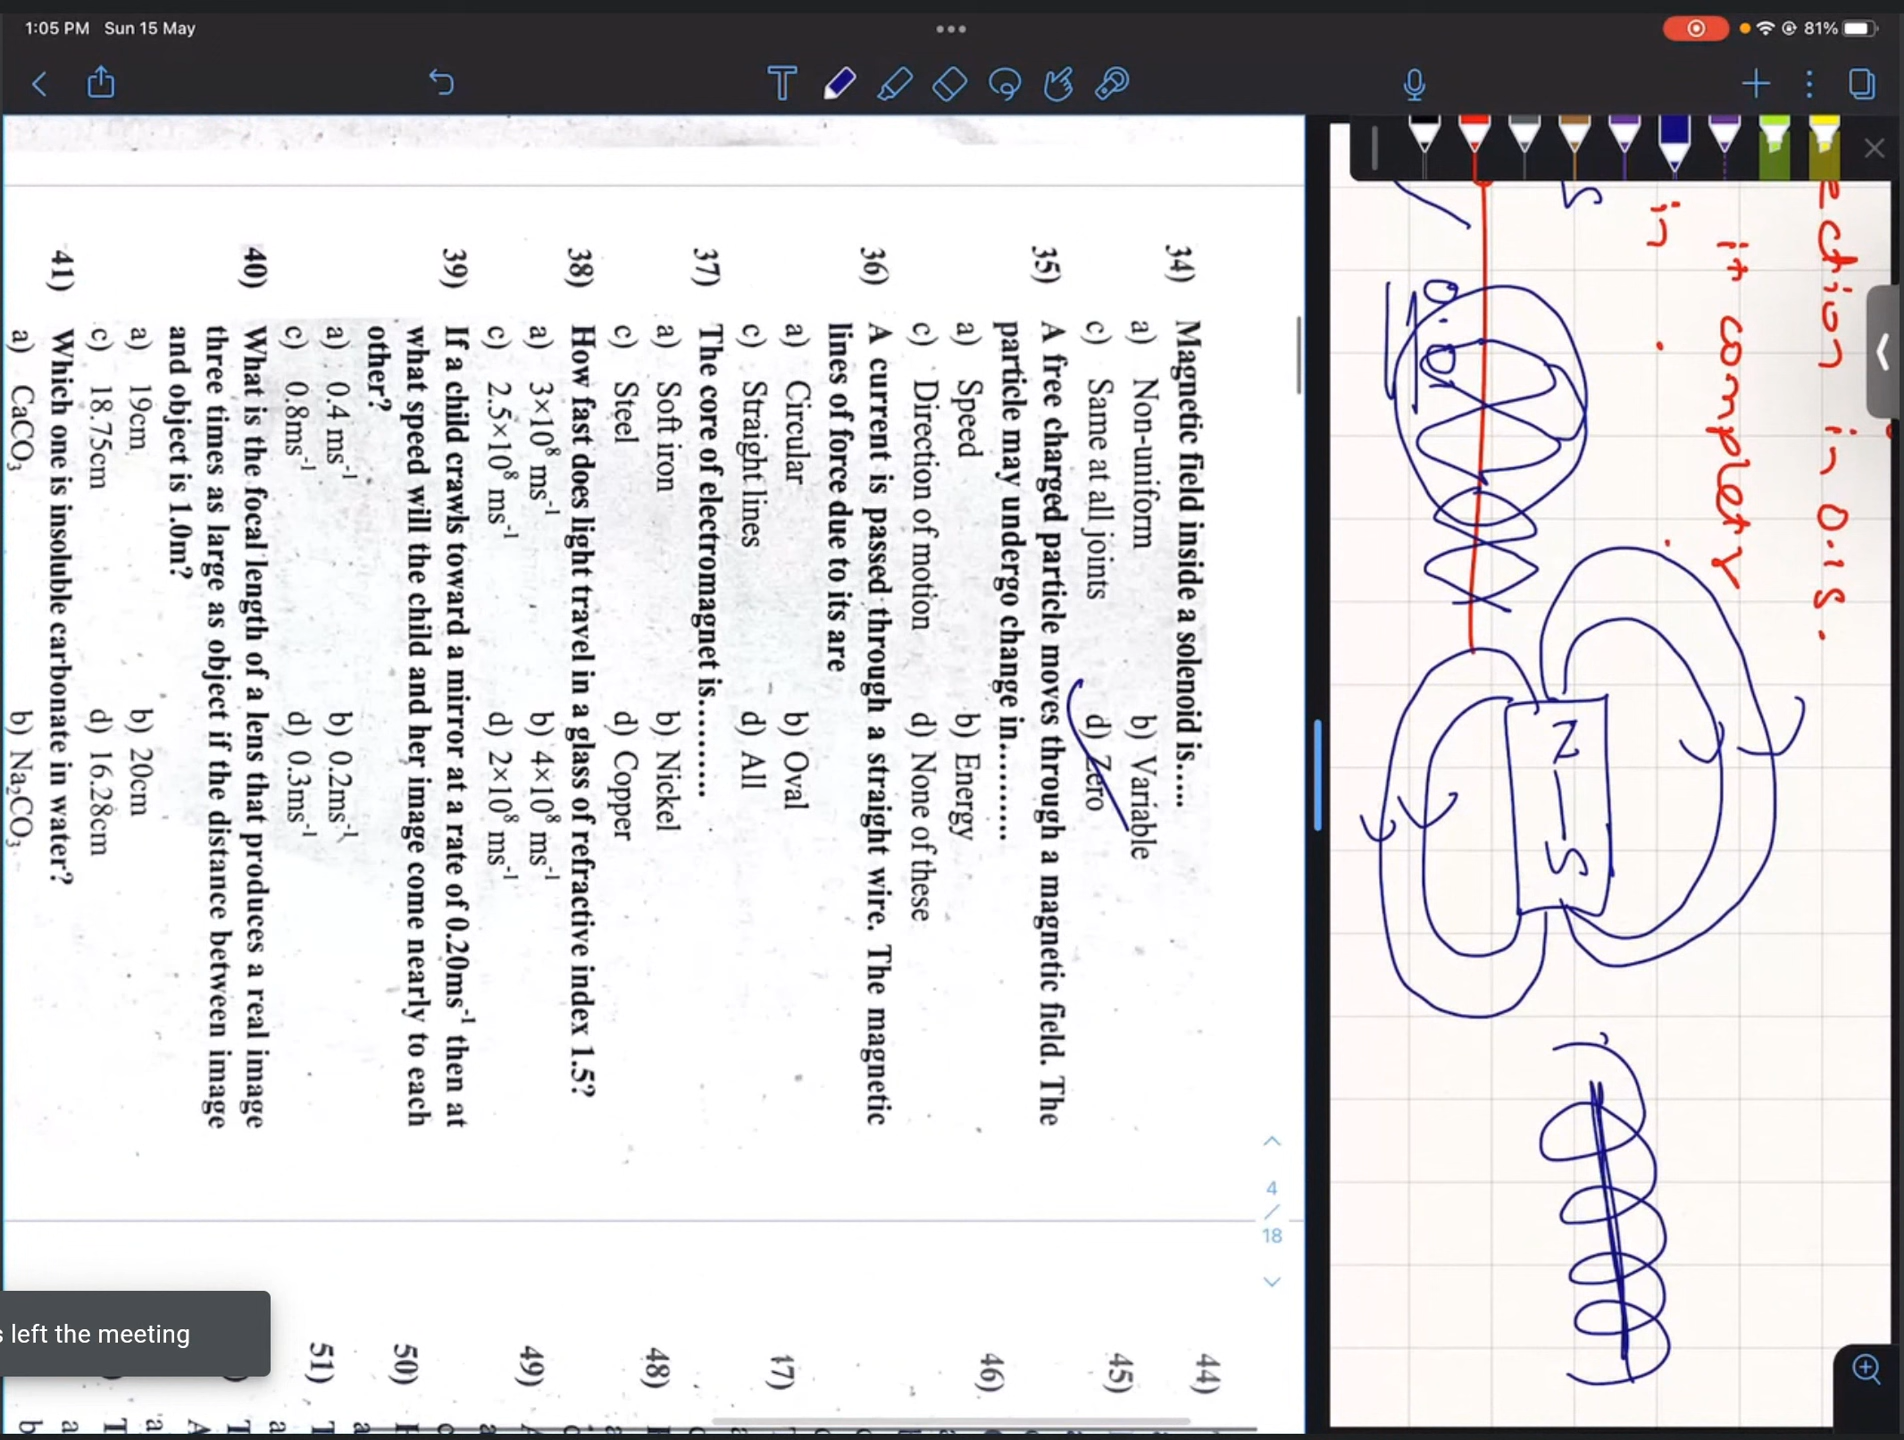 1:05 PM Sun 15 May
81%
34) Magnetic field inside a solenoid is.....
a) Non-uniform b) Variable
c) Same at all joints d) Zero
35) A free charged particle moves through a magnetic field. The
particle may undergo change in..........
a) Speed b) Energy
c) Direction of motion d) None of these
36) A current is passed through a straight wire. The magnetic
lines of force due to its are
a) Circular b) Oval
c) Straight lines d) All
37) The core of electromagnet is..........
a) Soft iron b) Nickel
c) Steel d) Copper
38) How fast does light travel in a glass of refractive index 1.5?
a) 3×10⁸ ms⁻¹ b) 4×10⁸ ms⁻¹
c) 2.5×10⁸ ms⁻¹ d) 2×10⁸ ms⁻¹
39) If a child crawls toward a mirror at a rate of 0.20ms⁻¹ then at
what speed will the child and her image come nearly to each
other?
a) 0.4 ms⁻¹ b) 0.2ms⁻¹
c) 0.8ms⁻¹ d) 0.3ms⁻¹
40) What is the focal length of a lens that produces a real image
three times as large as object if the distance between image
and object is 1.0m?
a) 19cm b) 20cm
c) 18.75cm d) 16.28cm
41) Which one is insoluble carbonate in water?
a) CaCO₃ b) Na₂CO₃
44)
45)
46)
48)
49)
50)
51)
4
/
18
ction in 0.1s.
it complety
in
N — S
left the meeting